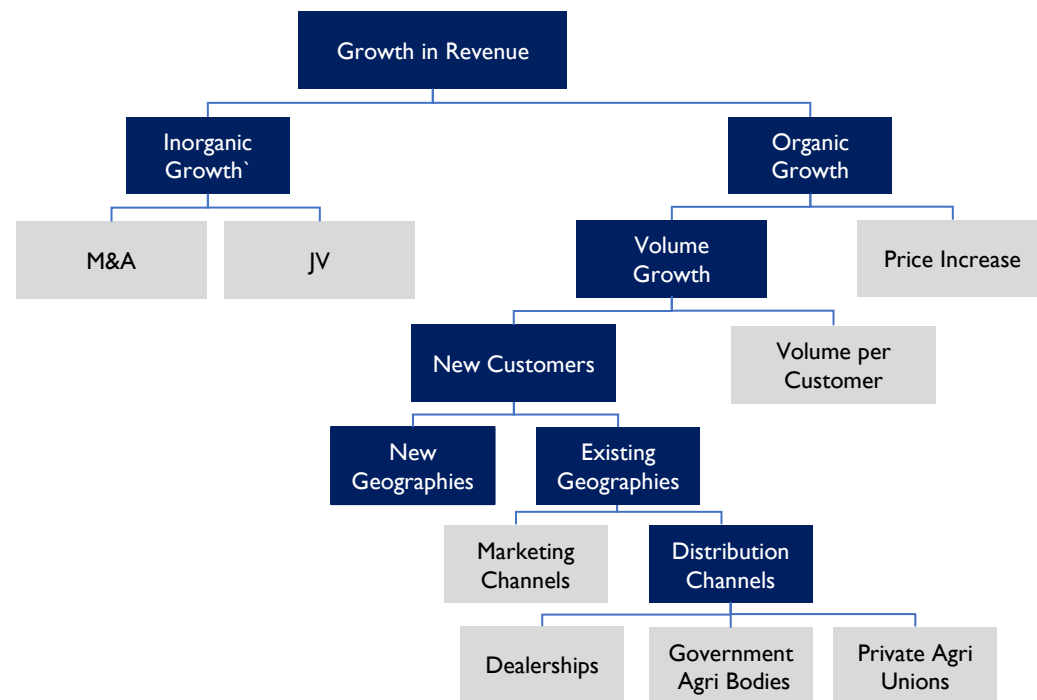 Growth in Revenue
Inorganic
Growth`
Organic
Growth
M&A
JV
Volume
Growth
Price Increase
New Customers
Volume per
Customer
New
Geographies
Existing
Geographies
Marketing
Channels
Distribution
Channels
Dealerships
Government
Agri Bodies
Private Agri
Unions